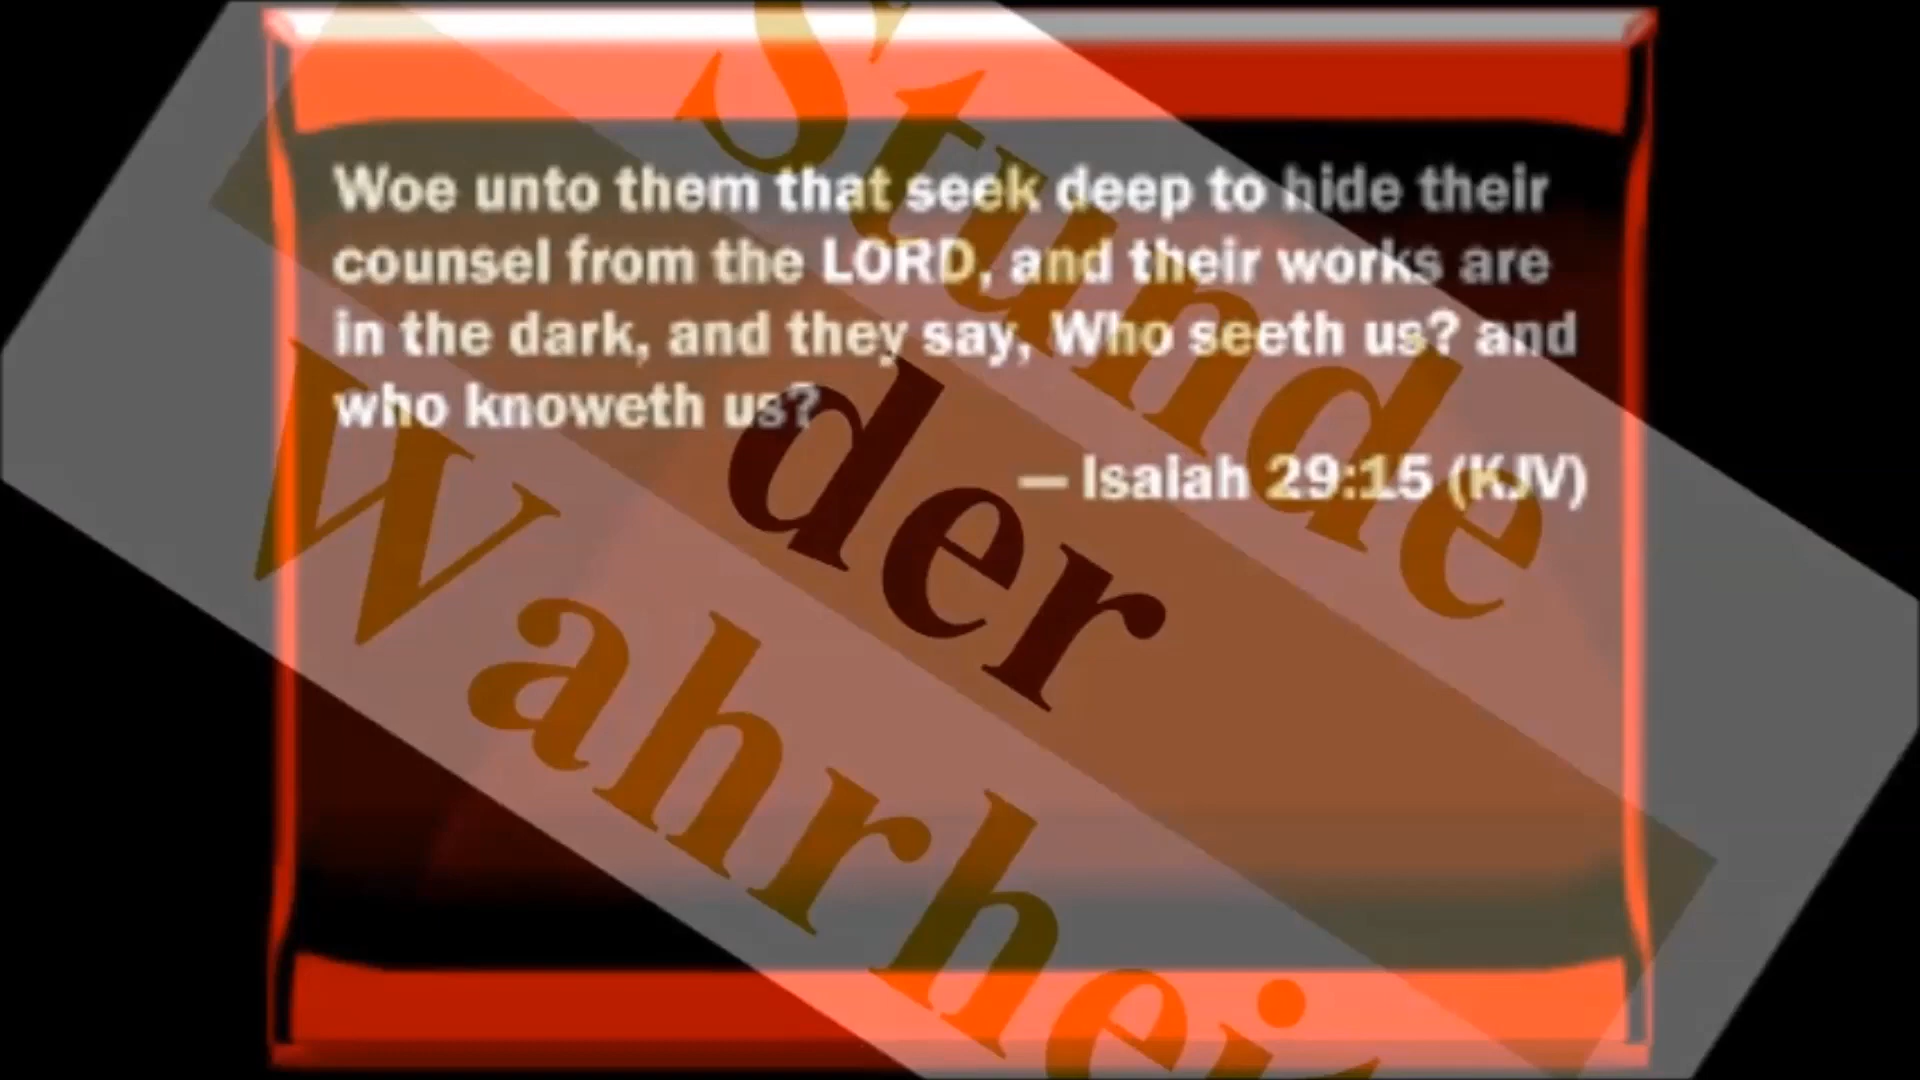 Woe unto them that seek deep to hide their
counsel from the LORD, and their works are
in the dark, and they say, Who seeth us? and
who knoweth us?
— Isaiah 29:15 (KJV)
Stunde
der
Wahrhei